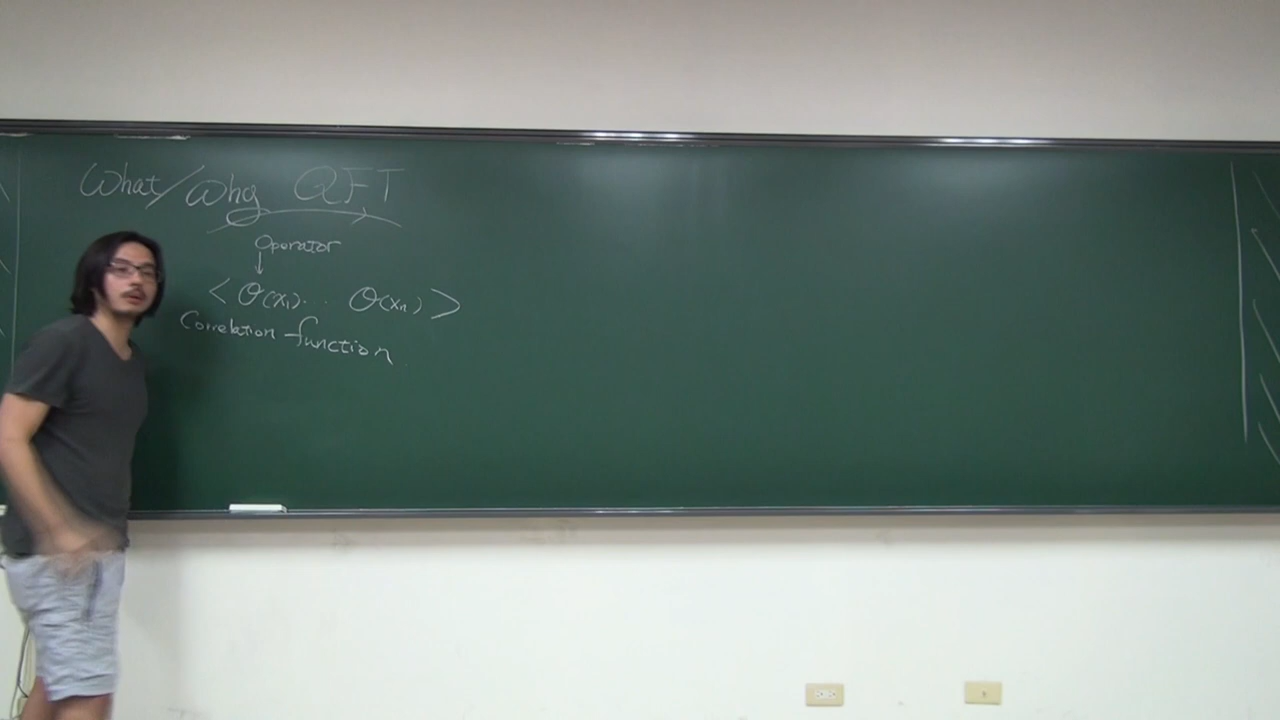 What/Why QFT
Operator
↓
< O(x₁) ... O(xₙ) >
Correlation function